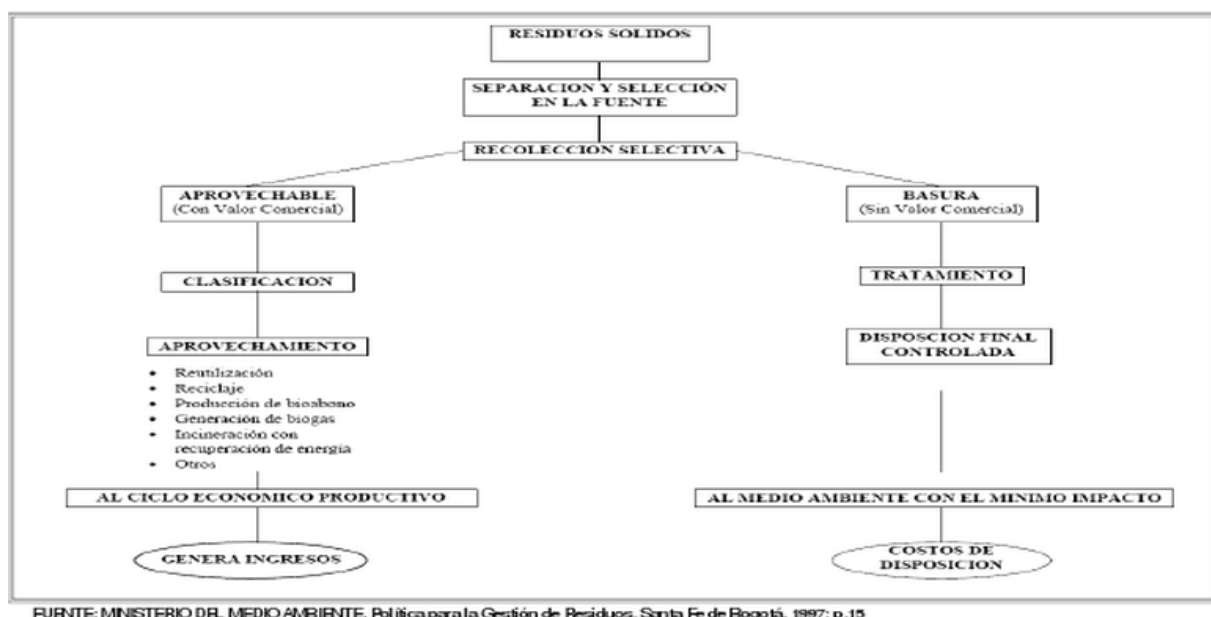 RESIDUOS SOLIDOS
SEPARACION Y SELECCIÓN
EN LA FUENTE
RECOLECCION SELECTIVA
APROVECHABLE
(Con Valor Comercial)
CLASIFICACION
APROVECHAMIENTO
• Reutilización
• Reciclaje
• Producción de bioabono
• Generación de biogas
• Incineración con
recuperación de energía
• Otros
AL CICLO ECONOMICO PRODUCTIVO
GENERA INGRESOS
BASURA
(Sin Valor Comercial)
TRATAMIENTO
DISPOSCION FINAL
CONTROLADA
AL MEDIO AMBIENTE CON EL MINIMO IMPACTO
COSTOS DE
DISPOSICION
FUENTE: MINISTERIO DEL MEDIO AMBIENTE. Política para la Gestión de Residuos. Santa Fe de Bogotá. 1997; p.15